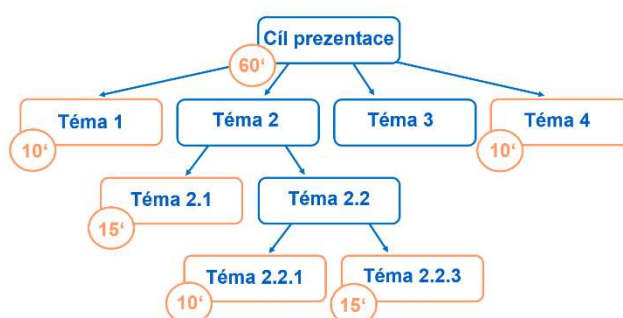 Cíl prezentace
60‘
Téma 1
Téma 2
Téma 3
Téma 4
10‘
10‘
Téma 2.1
Téma 2.2
15‘
Téma 2.2.1
Téma 2.2.3
10‘
15‘